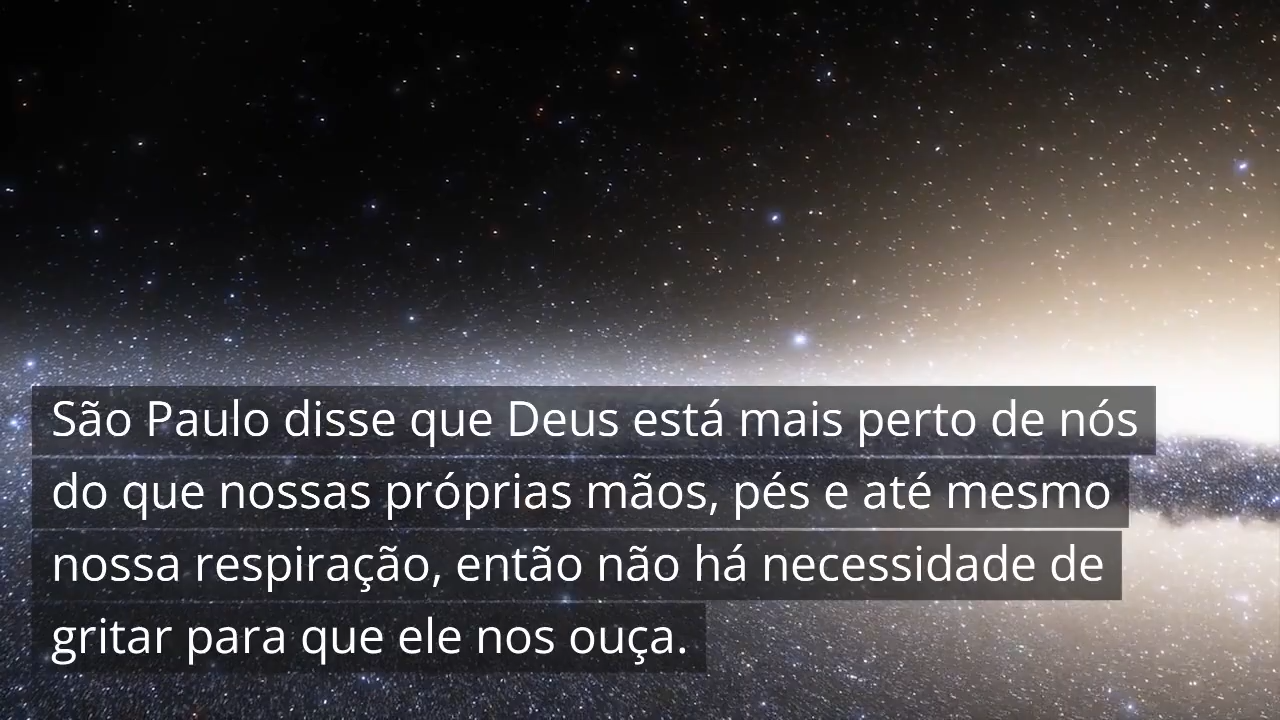 São Paulo disse que Deus está mais perto de nós
do que nossas próprias mãos, pés e até mesmo
nossa respiração, então não há necessidade de
gritar para que ele nos ouça.